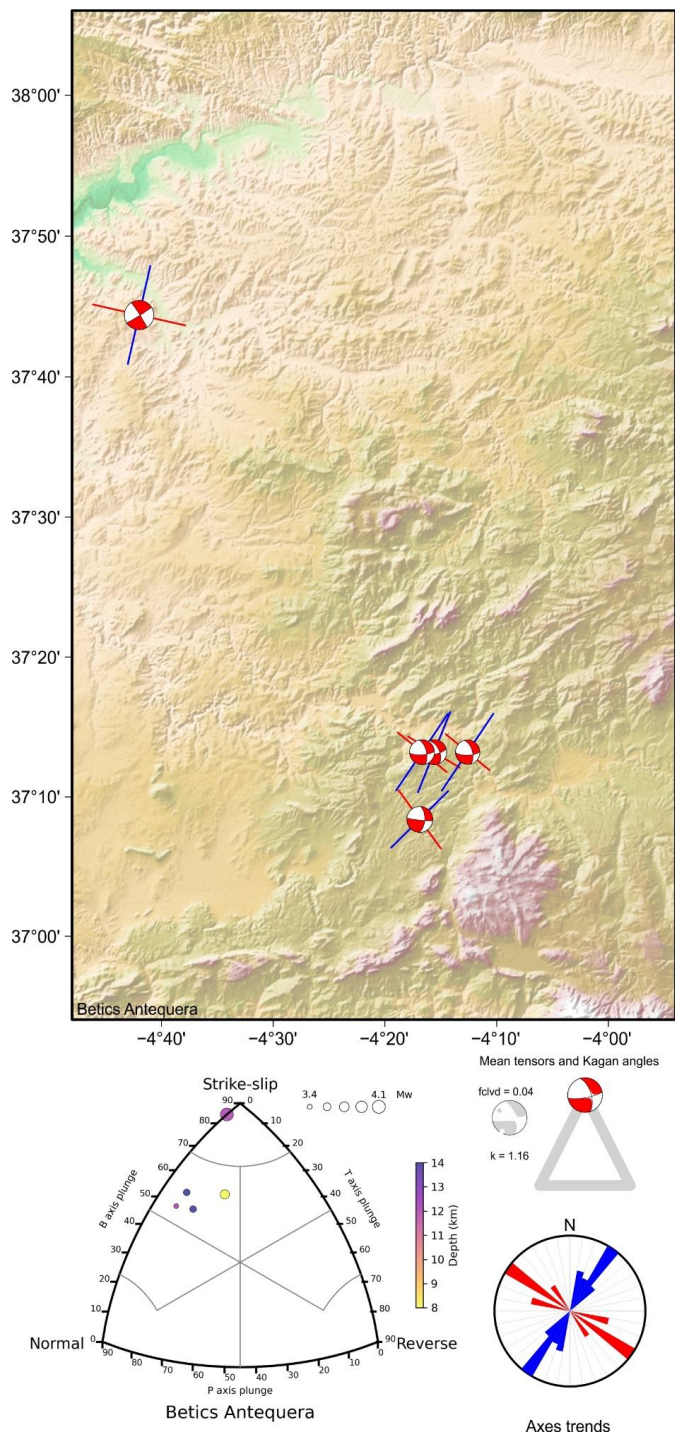 38°00'
37°50'
37°40'
37°30'
37°20'
37°10'
37°00'
Betics Antequera
−4°40' −4°30' −4°20' −4°10' −4°00'
Mean tensors and Kagan angles
Strike-slip
3.4 4.1 Mw
fclvd = 0.04
k = 1.16
90 80 70 60 50 40 30 20 10 0
B axis plunge
0 10 20 30 40 50 60 70 80 90
T axis plunge
14
13
12
11
10
9
8
Depth (km)
N
Normal
Reverse
90 80 70 60 50 40 30 20 10 0
P axis plunge
Betics Antequera
Axes trends